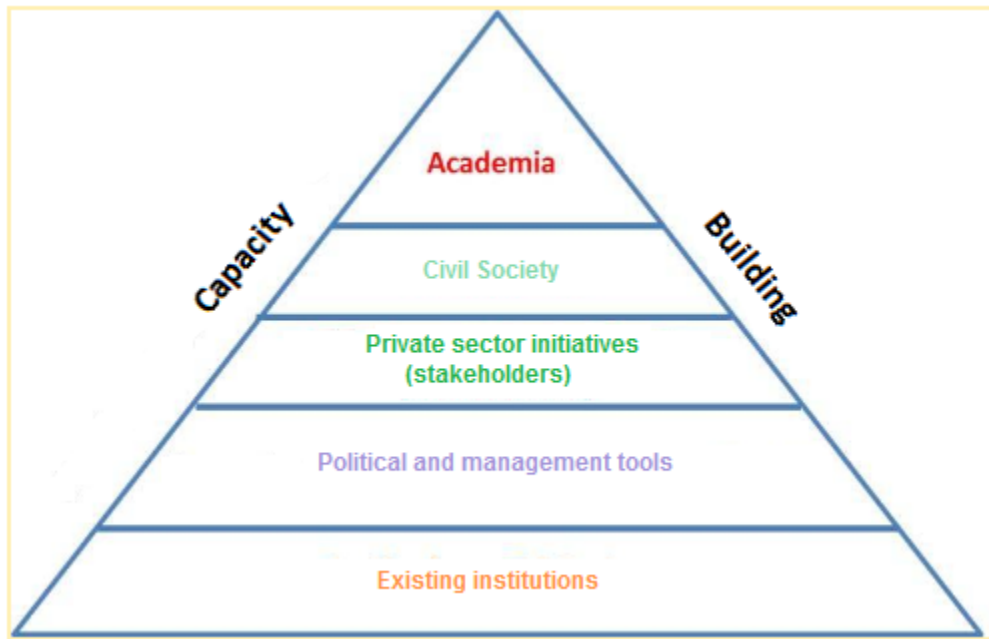 Academia
Capacity
Building
Civil Society
Private sector initiatives
(stakeholders)
Political and management tools
Existing institutions